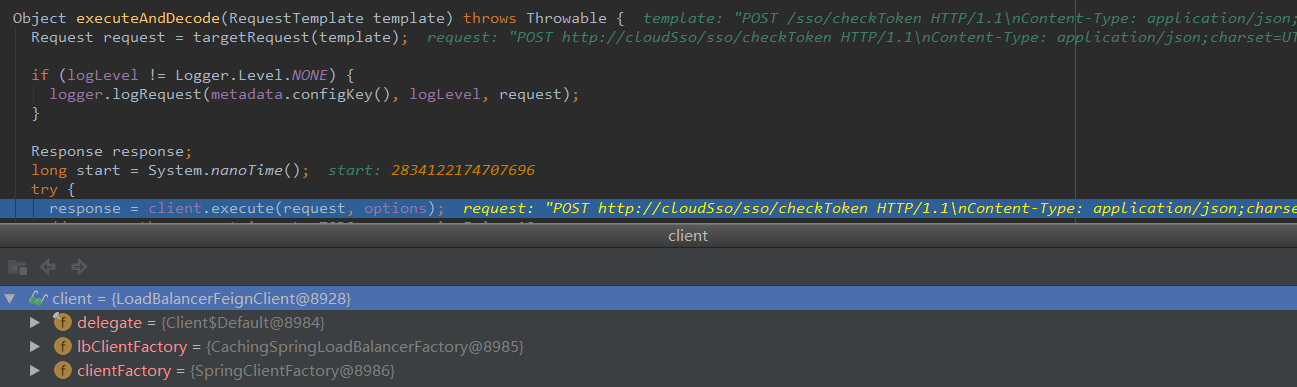 Object executeAndDecode(RequestTemplate template) throws Throwable {  template: "POST /sso/checkToken HTTP/1.1\nContent-Type: application/json;
Request request = targetRequest(template);  request: "POST http://cloudSso/sso/checkToken HTTP/1.1\nContent-Type: application/json;charset=UT
if (logLevel != Logger.Level.NONE) {
logger.logRequest(metadata.configKey(), logLevel, request);
}
Response response;
long start = System.nanoTime();  start: 2834122174707696
try {
response = client.execute(request, options);  request: "POST http://cloudSso/sso/checkToken HTTP/1.1\nContent-Type: application/json;charse
client
client = {LoadBalancerFeignClient@8928}
f delegate = {Client$Default@8984}
f lbClientFactory = {CachingSpringLoadBalancerFactory@8985}
f clientFactory = {SpringClientFactory@8986}